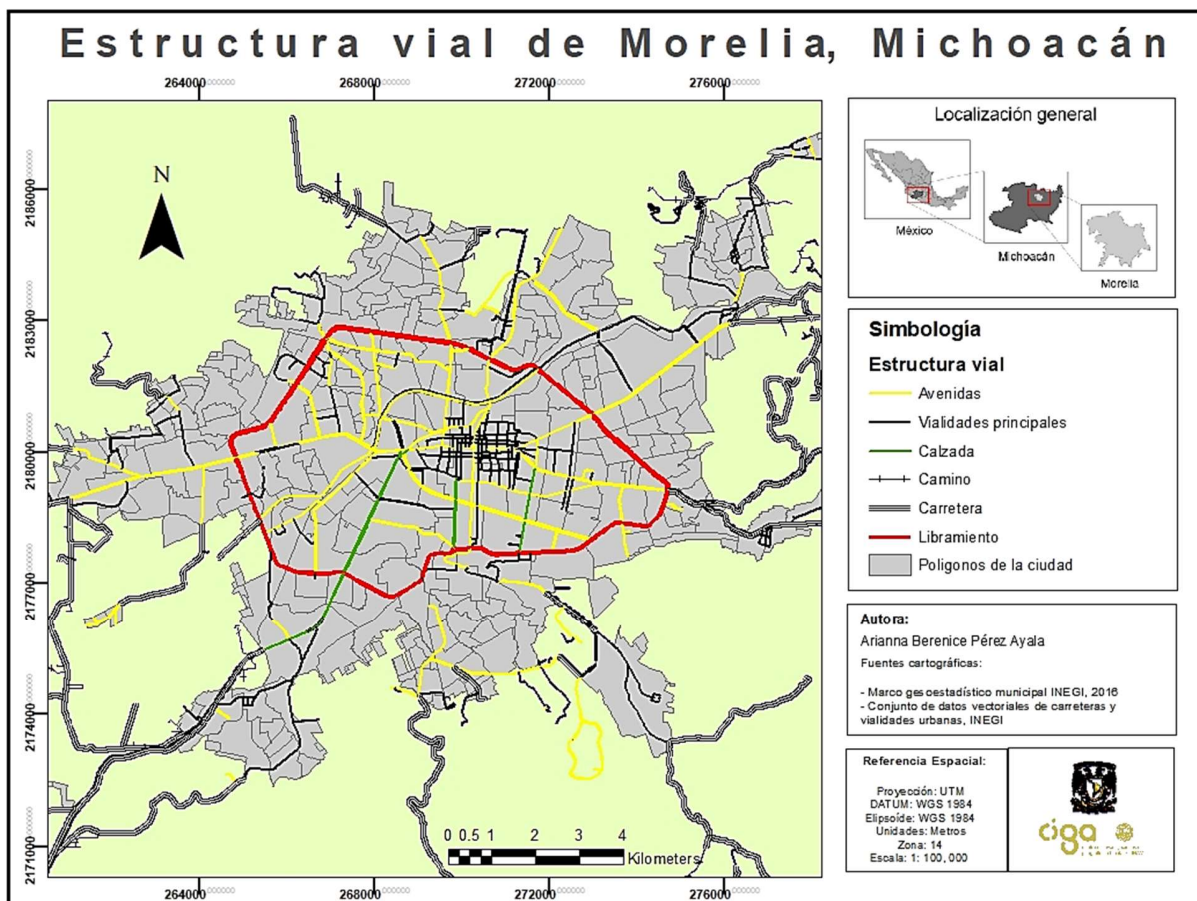 Estructura vial de Morelia, Michoacán
264000
268000
272000
276000
2186000
2183000
2180000
2177000
2174000
2171000
N
0 0.5 1 2 3 4
Kilometers
264000
268000
272000
276000
Localización general
México
Michoacán
Morelia
Simbología
Estructura vial
Avenidas
Vialidades principales
Calzada
Camino
Carretera
Libramiento
Poligonos de la ciudad
Autora:
Arianna Berenice Pérez Ayala
Fuentes cartográficas:
- Marco geoestadístico municipal INEGI, 2016
- Conjunto de datos vectoriales de carreteras y
vialidades urbanas, INEGI
Referencia Espacial:
Proyección: UTM
DATUM: WGS 1984
Elipsoíde: WGS 1984
Unidades: Metros
Zona: 14
Escala: 1: 100,000
ciga